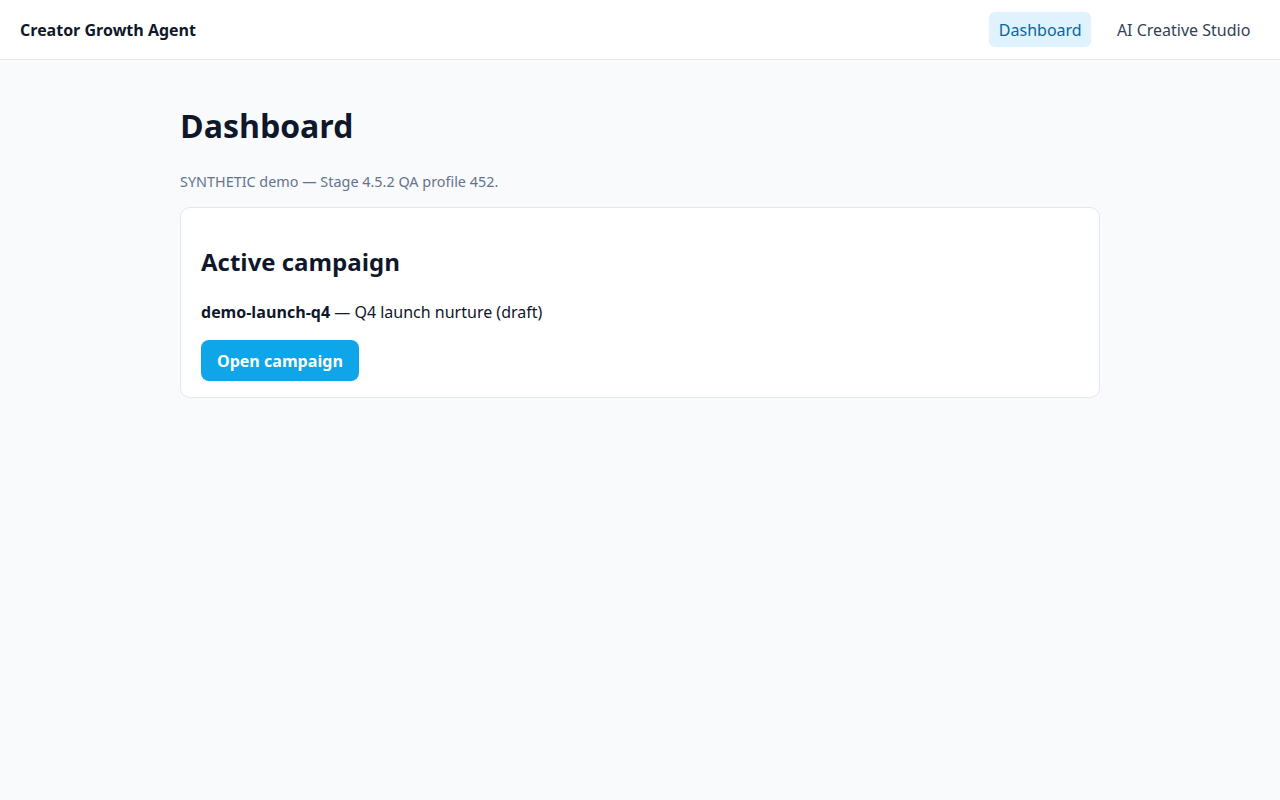 Creator Growth Agent
Dashboard
AI Creative Studio
Dashboard
SYNTHETIC demo — Stage 4.5.2 QA profile 452.
Active campaign
demo-launch-q4 — Q4 launch nurture (draft)
Open campaign